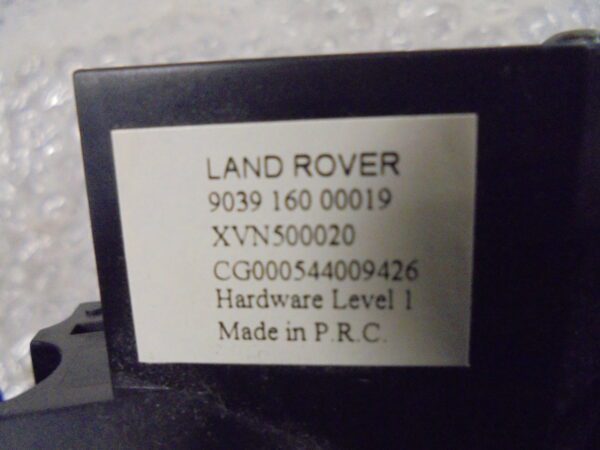 LAND ROVER
9039 160 00019
XVN500020
CG000544009426
Hardware Level 1
Made in P.R.C.